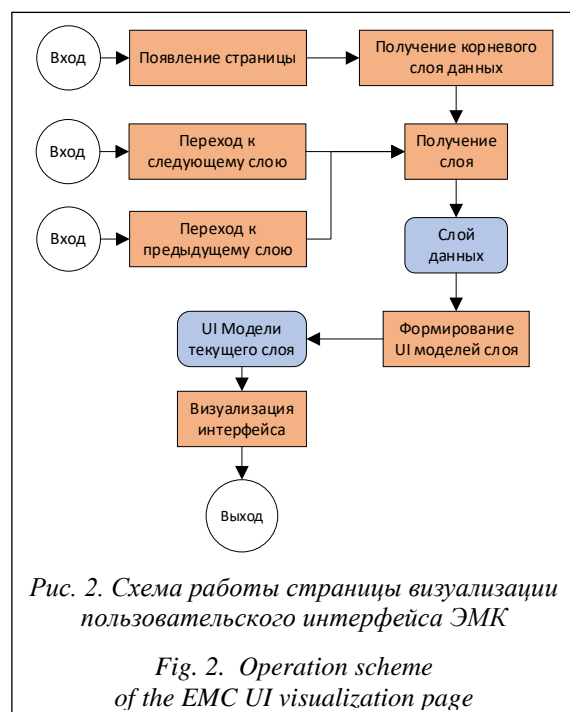 Вход
Появление страницы
Получение корневого
слоя данных
Вход
Переход к
следующему слою
Получение
слоя
Вход
Переход к
предыдущему слою
Слой
данных
UI Модели
текущего слоя
Формирование
UI моделей слоя
Визуализация
интерфейса
Выход
Рис. 2. Схема работы страницы визуализации
пользовательского интерфейса ЭМК
Fig. 2. Operation scheme
of the EMC UI visualization page